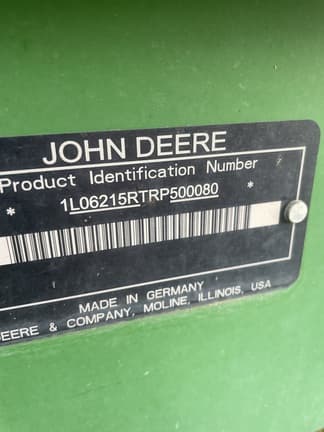 JOHN DEERE
Product Identification Number
* 1L06215RTRP500080 *
MADE IN GERMANY
DEERE & COMPANY, MOLINE, ILLINOIS, USA